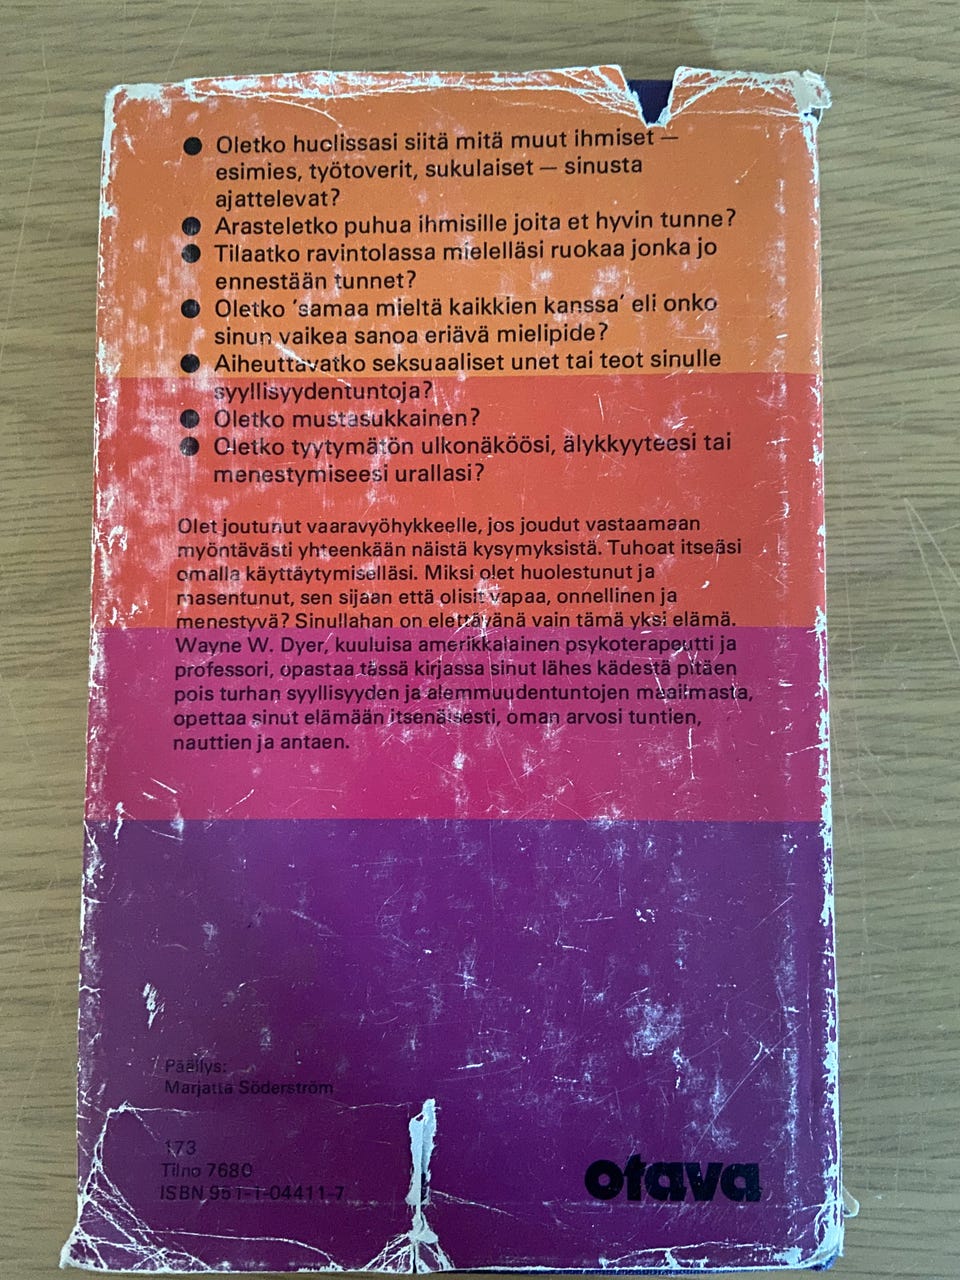 ● Oletko huolissasi siitä mitä muut ihmiset —
esimies, työtoverit, sukulaiset — sinusta
ajattelevat?
● Arasteletko puhua ihmisille joita et hyvin tunne?
● Tilaatko ravintolassa mielelläsi ruokaa jonka jo
ennestään tunnet?
● Oletko 'samaa mieltä kaikkien kanssa' eli onko
sinun vaikea sanoa eriävä mielipide?
● Aiheuttavatko seksuaaliset unet tai teot sinulle
syyllisyydentuntoja?
● Oletko mustasukkainen?
● Oletko tyytymätön ulkonäköösi, älykkyyteesi tai
menestymiseesi urallasi?
Olet joutunut vaaravyöhykkeelle, jos joudut vastaamaan
myöntävästi yhteenkään näistä kysymyksistä. Tuhoat itseäsi
omalla käyttäytymiselläsi. Miksi olet huolestunut ja
masentunut, sen sijaan että olisit vapaa, onnellinen ja
menestyvä? Sinullahan on elettävänä vain tämä yksi elämä.
Wayne W. Dyer, kuuluisa amerikkalainen psykoterapeutti ja
professori, opastaa tässä kirjassa sinut lähes kädestä pitäen
pois turhan syyllisyyden ja alemmuudentuntojen maailmasta,
opettaa sinut elämään itsenäisesti, oman arvosi tuntien,
nauttien ja antaen.
Päällys:
Marjatta Söderström
173
Tilno 7680
ISBN 951-1-04411-7
otava